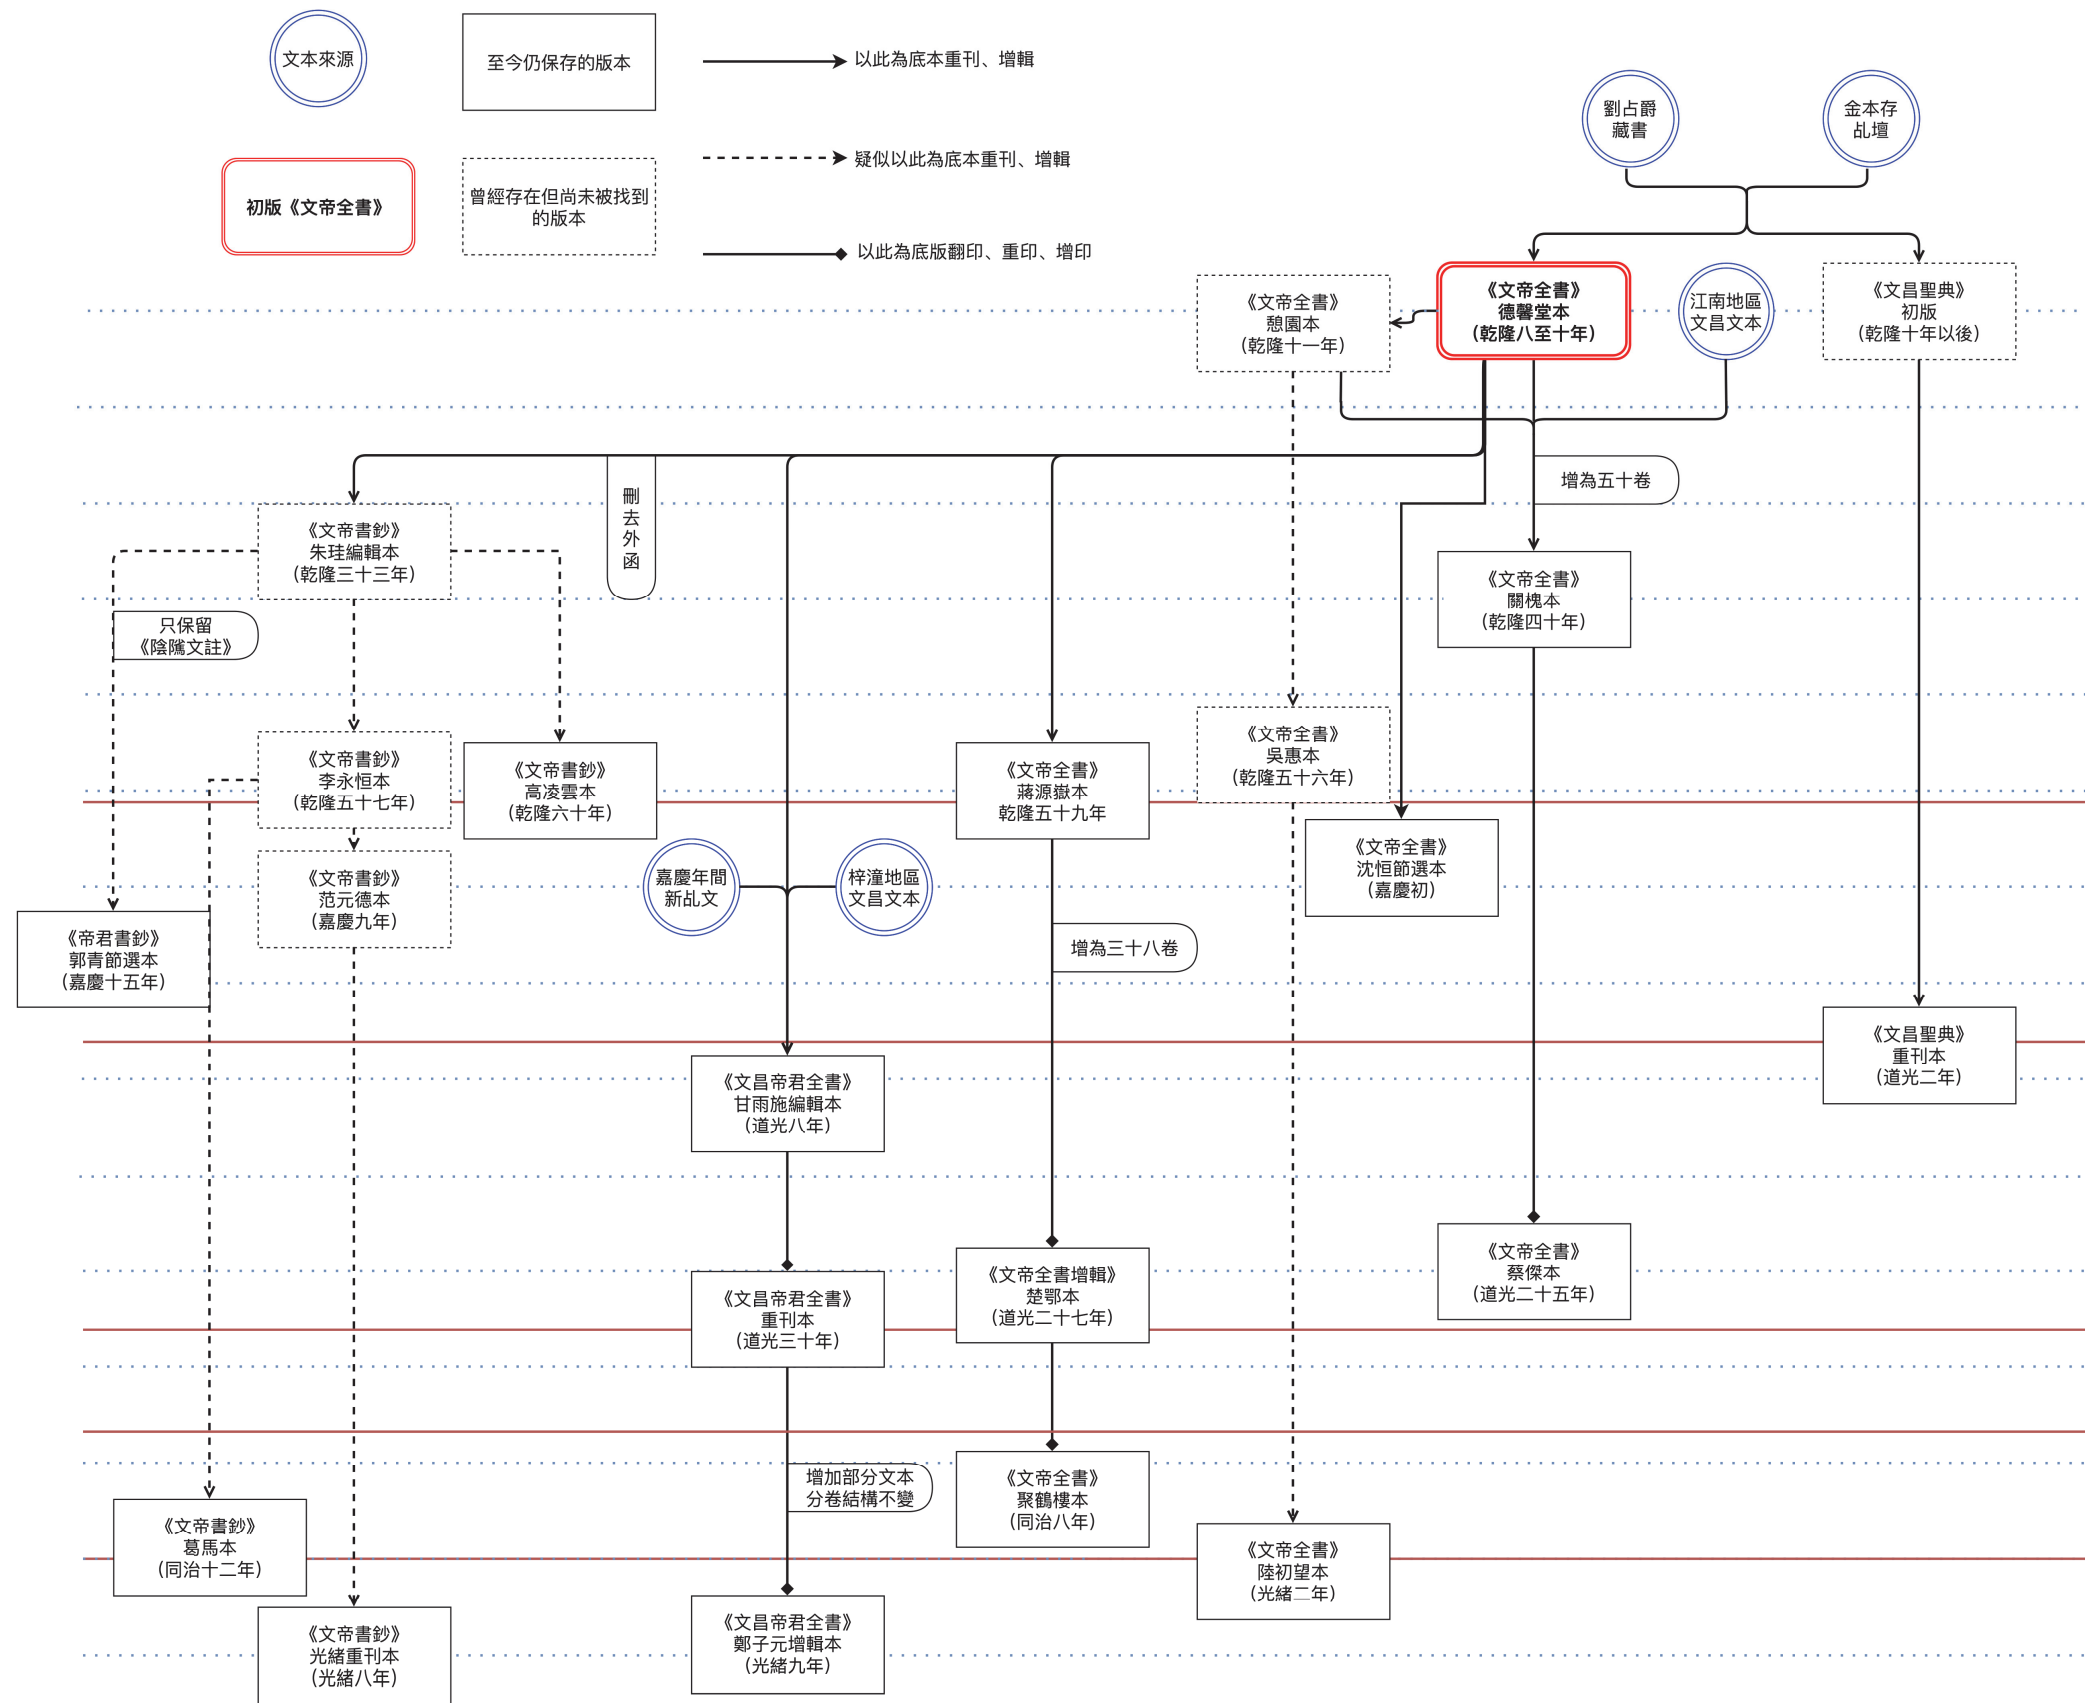 文本來源
至今仍保存的版本
以此為底本重刊、增輯
初版《文帝全書》
曾經存在但尚未被找到
的版本
疑似以此為底本重刊、增輯
以此為底版翻印、重印、增印
劉占爵
藏書
金本存
乩壇
《文帝全書》
憩園本
(乾隆十一年)
《文帝全書》
德馨堂本
(乾隆八至十年)
江南地區
文昌文本
《文昌聖典》
初版
(乾隆十年以後)
刪
去
外
函
增為五十卷
《文帝書鈔》
朱珪編輯本
(乾隆三十三年)
《文帝全書》
關槐本
(乾隆四十年)
只保留
《陰隲文註》
《文帝書鈔》
李永恒本
(乾隆五十七年)
《文帝書鈔》
高凌雲本
(乾隆六十年)
《文帝全書》
蔣源嶽本
乾隆五十九年
《文帝全書》
吳惠本
(乾隆五十六年)
《文帝全書》
沈恒節選本
(嘉慶初)
《文帝書鈔》
范元德本
(嘉慶九年)
嘉慶年間
新乩文
梓潼地區
文昌文本
《帝君書鈔》
郭青節選本
(嘉慶十五年)
增為三十八卷
《文昌聖典》
重刊本
(道光二年)
《文昌帝君全書》
甘雨施編輯本
(道光八年)
《文昌帝君全書》
重刊本
(道光三十年)
《文帝全書增輯》
楚鄂本
(道光二十七年)
《文帝全書》
蔡傑本
(道光二十五年)
增加部分文本
分卷結構不變
《文帝全書》
聚鶴樓本
(同治八年)
《文帝書鈔》
葛馬本
(同治十二年)
《文帝全書》
陸初望本
(光緒二年)
《文帝書鈔》
光緒重刊本
(光緒八年)
《文昌帝君全書》
鄭子元增輯本
(光緒九年)